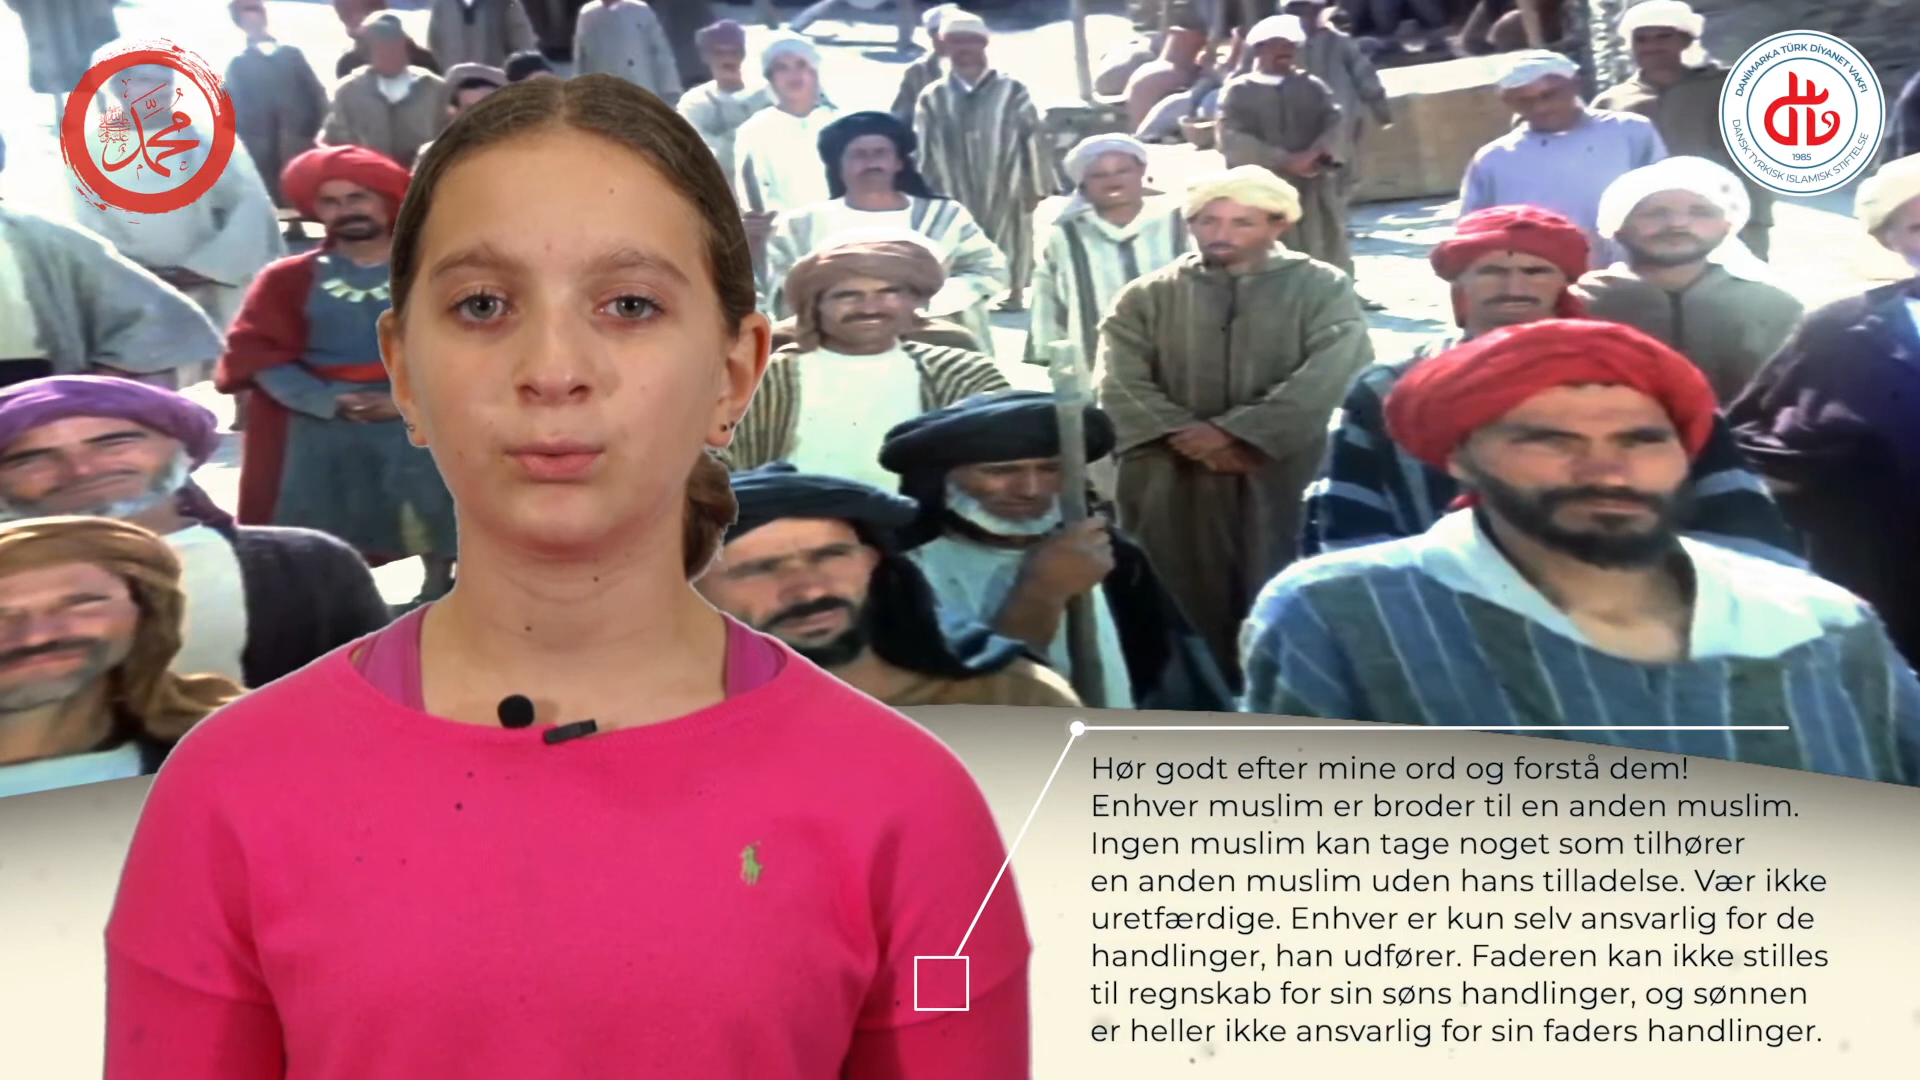 محمد
DANİMARKA TÜRK DİYANET VAKFI
1985
DANSK TYRKISK ISLAMISK STIFTELSE
Hør godt efter mine ord og forstå dem!
Enhver muslim er broder til en anden muslim.
Ingen muslim kan tage noget som tilhører
en anden muslim uden hans tilladelse. Vær ikke
uretfærdige. Enhver er kun selv ansvarlig for de
handlinger, han udfører. Faderen kan ikke stilles
til regnskab for sin søns handlinger, og sønnen
er heller ikke ansvarlig for sin faders handlinger.